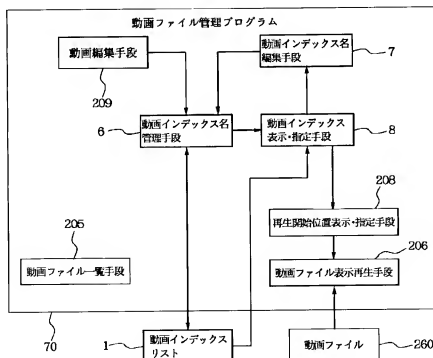 動画ファイル管理プログラム
動画編集手段
209
動画インデックス名
編集手段
7
6
動画インデックス名
管理手段
動画インデックス
表示・指定手段
8
208
再生開始位置表示・指定手段
205
動画ファイル一覧手段
206
動画ファイル表示再生手段
70
1
動画インデックス
リスト
動画ファイル
260